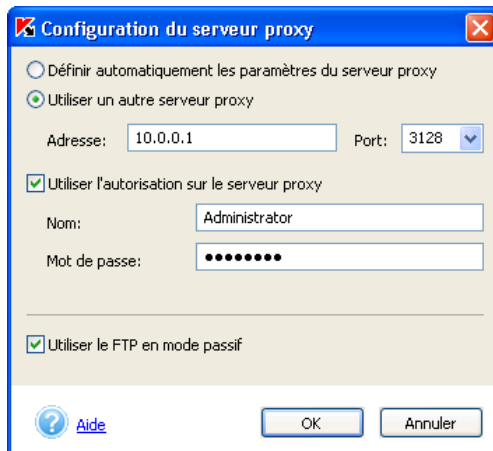 Configuration du serveur proxy
Définir automatiquement les paramètres du serveur proxy
Utiliser un autre serveur proxy
Adresse: 10.0.0.1 Port: 3128
Utiliser l'autorisation sur le serveur proxy
Nom: Administrator
Mot de passe: ••••••••
Utiliser le FTP en mode passif
Aide OK Annuler